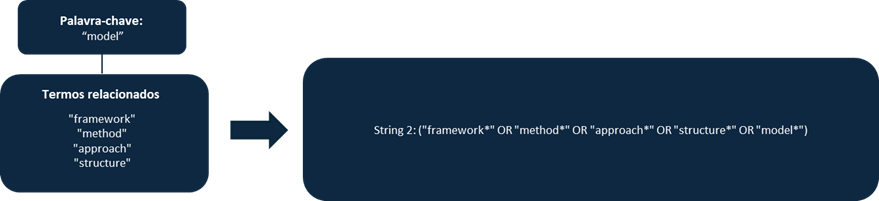 Palavra-chave:
“model”
Termos relacionados
"framework"
"method"
"approach"
"structure"
String 2: ("framework*" OR "method*" OR "approach*" OR "structure*" OR "model*")